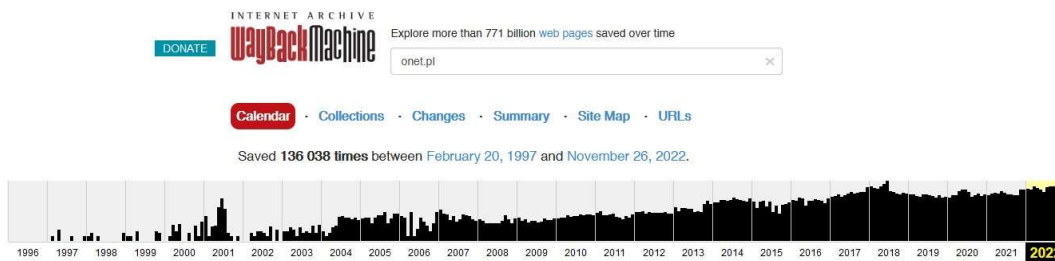 INTERNET ARCHIVE
WayBackMachine
DONATE
Explore more than 771 billion web pages saved over time
onet.pl ×
Calendar · Collections · Changes · Summary · Site Map · URLs
Saved 136 038 times between February 20, 1997 and November 26, 2022.
1996 1997 1998 1999 2000 2001 2002 2003 2004 2005 2006 2007 2008 2009 2010 2011 2012 2013 2014 2015 2016 2017 2018 2019 2020 2021